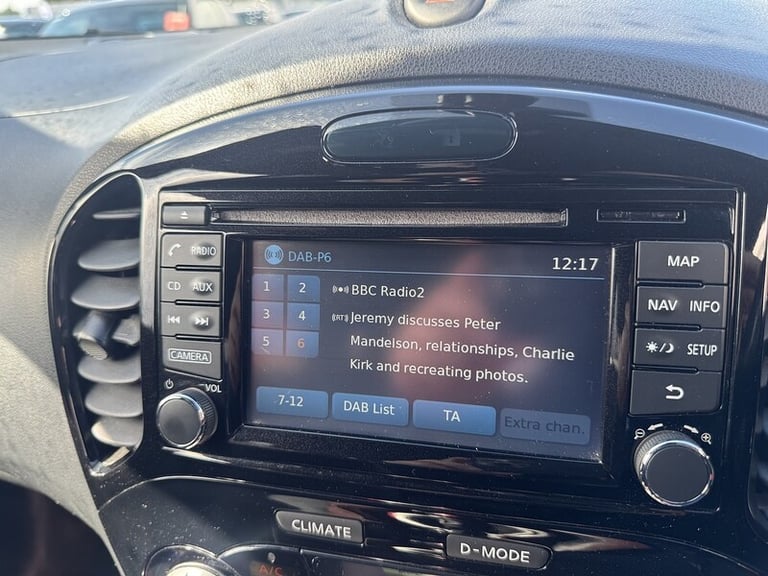 DAB-P6 12:17
1 2
BBC Radio2
3 4
Jeremy discusses Peter
5 6
Mandelson, relationships, Charlie
Kirk and recreating photos.
7-12 DAB List TA Extra chan.
RADIO
CD AUX
CAMERA
VOL
MAP
NAV INFO
SETUP
CLIMATE
D-MODE
A/C